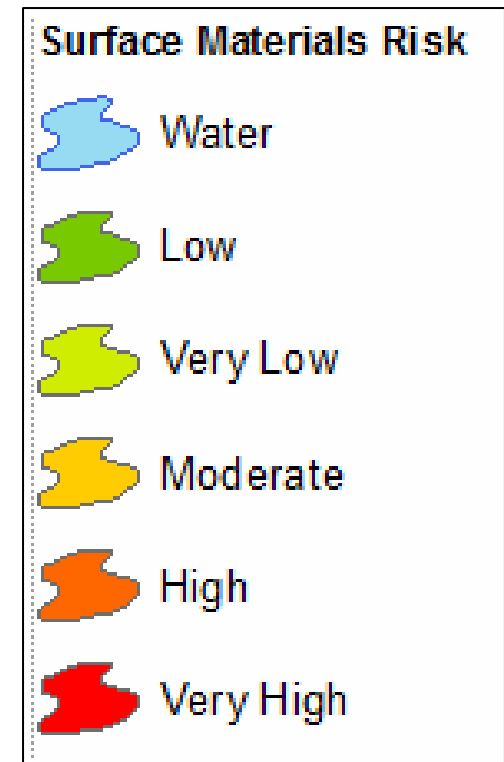 Surface Materials Risk
Water
Low
Very Low
Moderate
High
Very High